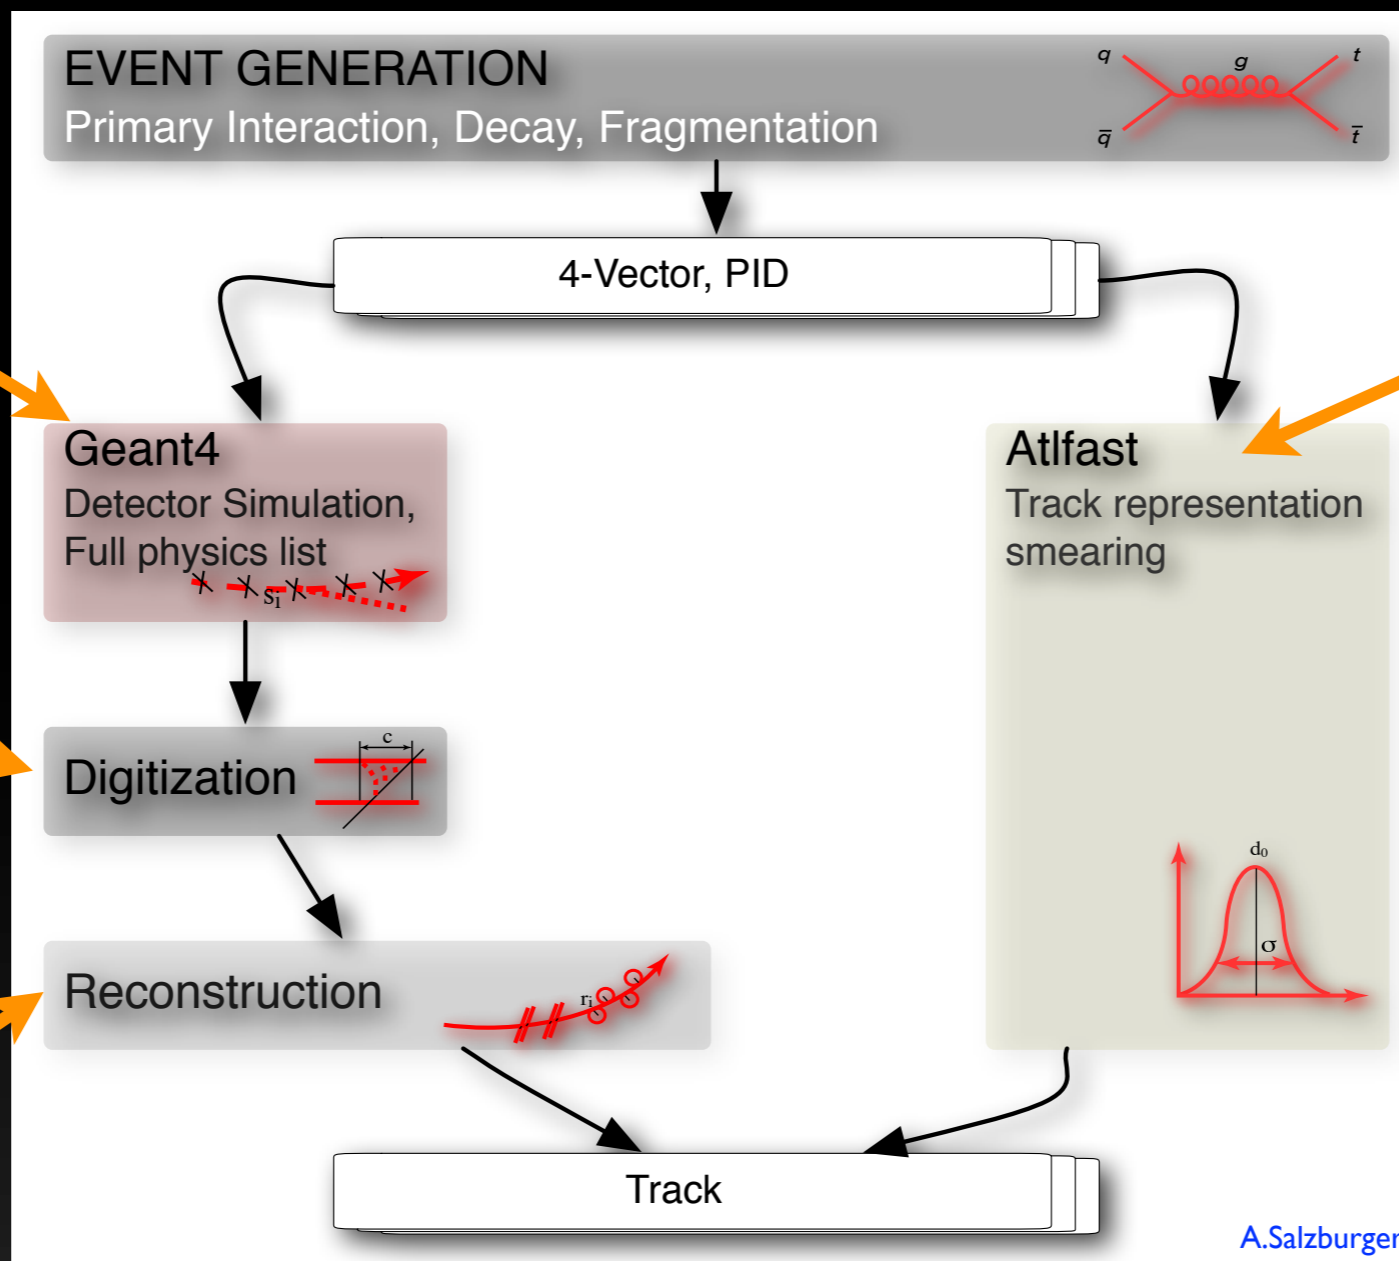 EVENT GENERATION
Primary Interaction, Decay, Fragmentation
q
g
t
q̅
t̅
4-Vector, PID
Geant4
Detector Simulation,
Full physics list
si
Atlfast
Track representation
smearing
c
Digitization
d0
σ
Reconstruction
ri
Track
A.Salzburger